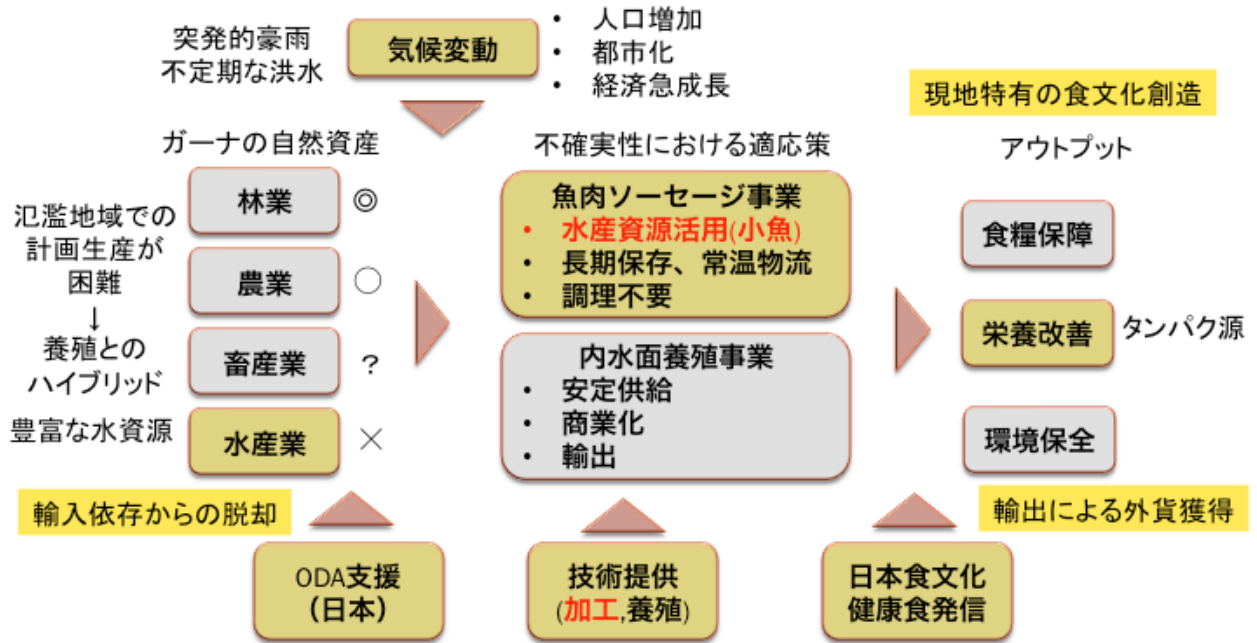 突発的豪雨
不定期な洪水
気候変動
• 人口増加
• 都市化
• 経済急成長
現地特有の食文化創造
ガーナの自然資産
不確実性における適応策
アウトプット
氾濫地域での
計画生産が
困難
↓
養殖との
ハイブリッド
豊富な水資源
林業 ◎
農業 ○
畜産業 ?
水産業 ×
魚肉ソーセージ事業
• 水産資源活用(小魚)
• 長期保存、常温物流
• 調理不要
内水面養殖事業
• 安定供給
• 商業化
• 輸出
食糧保障
栄養改善 タンパク源
環境保全
輸入依存からの脱却
輸出による外貨獲得
ODA支援
(日本)
技術提供
(加工,養殖)
日本食文化
健康食発信